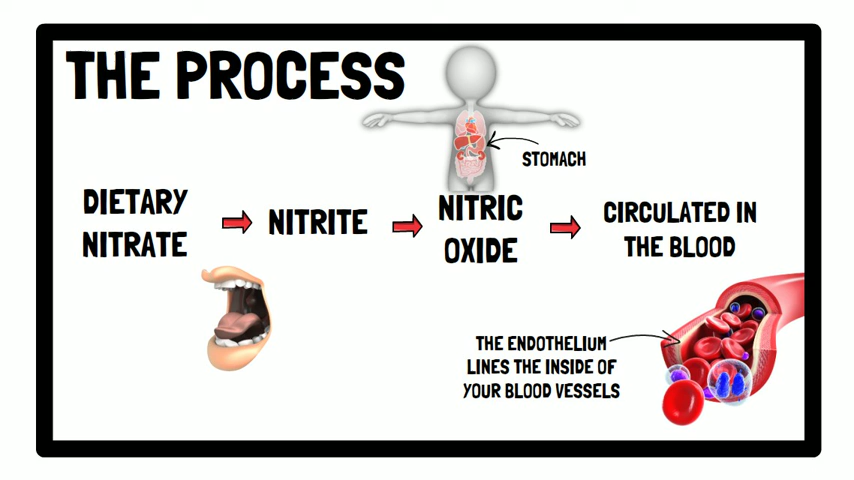 THE PROCESS
STOMACH
DIETARY
NITRATE
NITRITE
NITRIC
OXIDE
CIRCULATED IN
THE BLOOD
THE ENDOTHELIUM
LINES THE INSIDE OF
YOUR BLOOD VESSELS